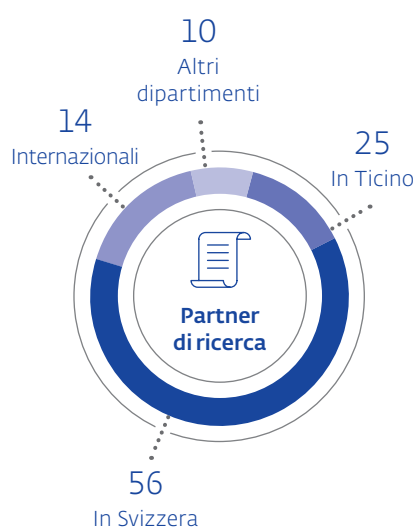 10
Altri
dipartimenti
14
Internazionali
25
In Ticino
Partner
di ricerca
56
In Svizzera